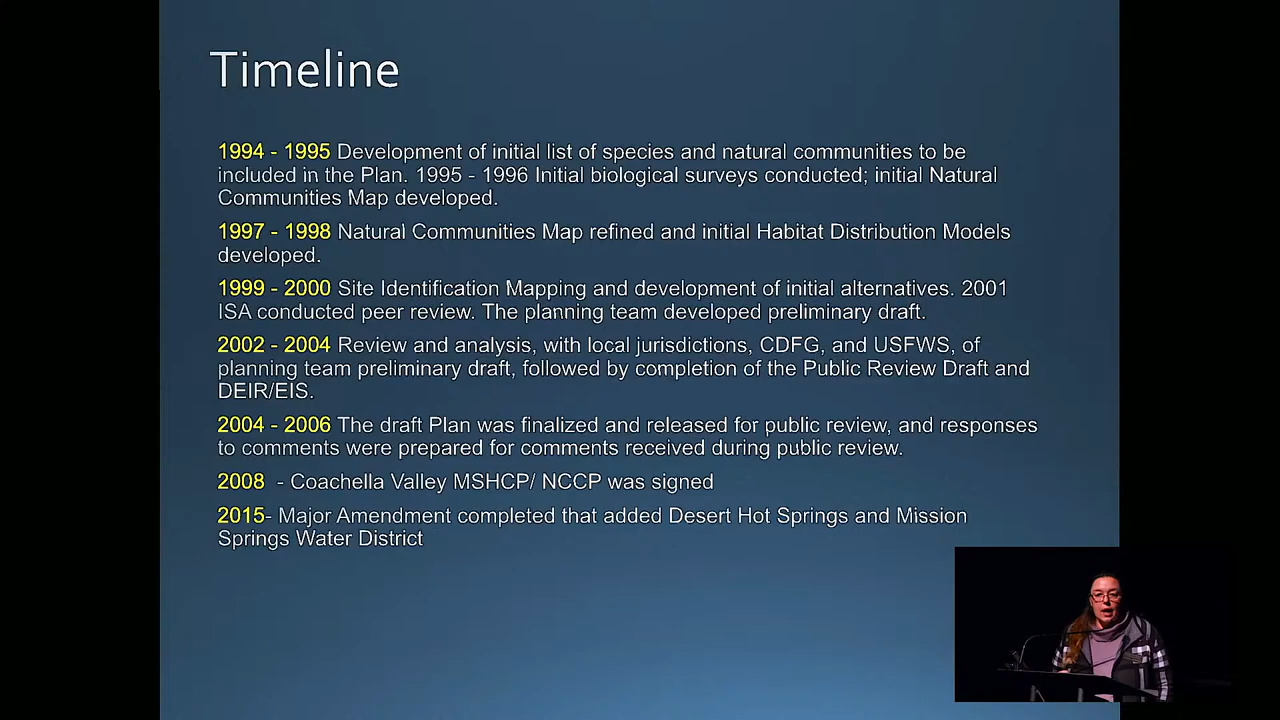 Timeline
1994 - 1995 Development of initial list of species and natural communities to be
included in the Plan. 1995 - 1996 Initial biological surveys conducted; initial Natural
Communities Map developed.
1997 - 1998 Natural Communities Map refined and initial Habitat Distribution Models
developed.
1999 - 2000 Site Identification Mapping and development of initial alternatives. 2001
ISA conducted peer review. The planning team developed preliminary draft.
2002 - 2004 Review and analysis, with local jurisdictions, CDFG, and USFWS, of
planning team preliminary draft, followed by completion of the Public Review Draft and
DEIR/EIS.
2004 - 2006 The draft Plan was finalized and released for public review, and responses
to comments were prepared for comments received during public review.
2008  - Coachella Valley MSHCP/ NCCP was signed
2015- Major Amendment completed that added Desert Hot Springs and Mission
Springs Water District